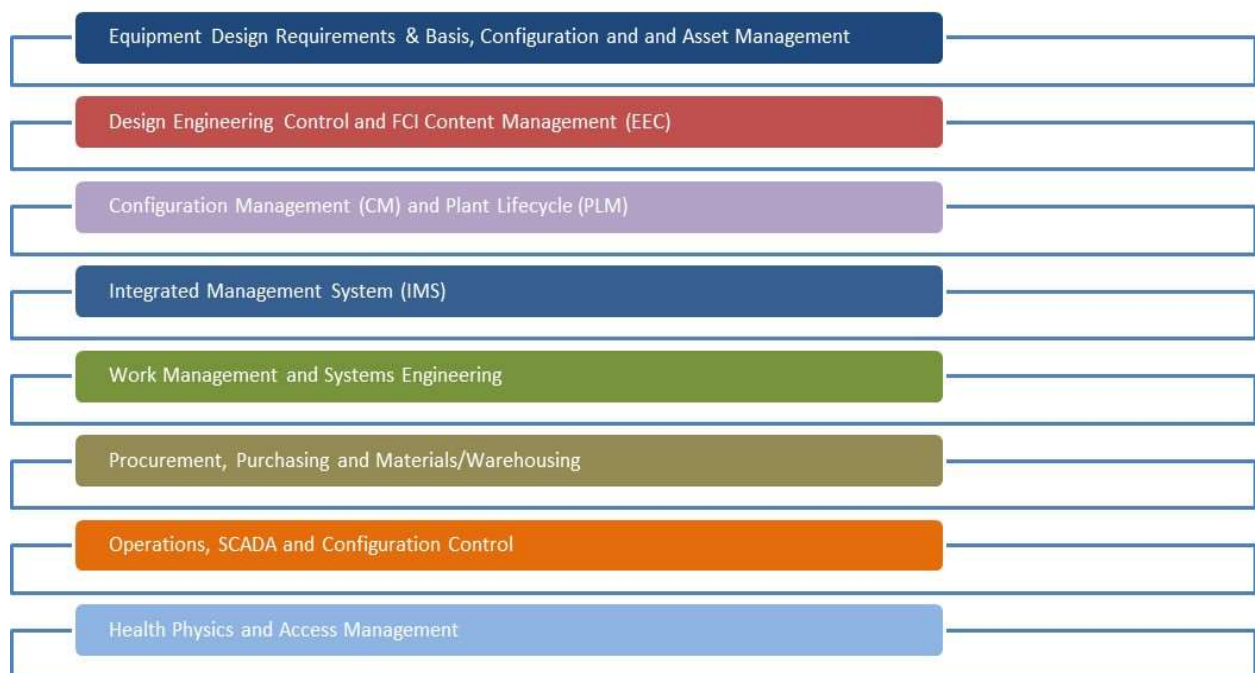 Equipment Design Requirements & Basis, Configuration and and Asset Management
Design Engineering Control and FCI Content Management (EEC)
Configuration Management (CM) and Plant Lifecycle (PLM)
Integrated Management System (IMS)
Work Management and Systems Engineering
Procurement, Purchasing and Materials/Warehousing
Operations, SCADA and Configuration Control
Health Physics and Access Management